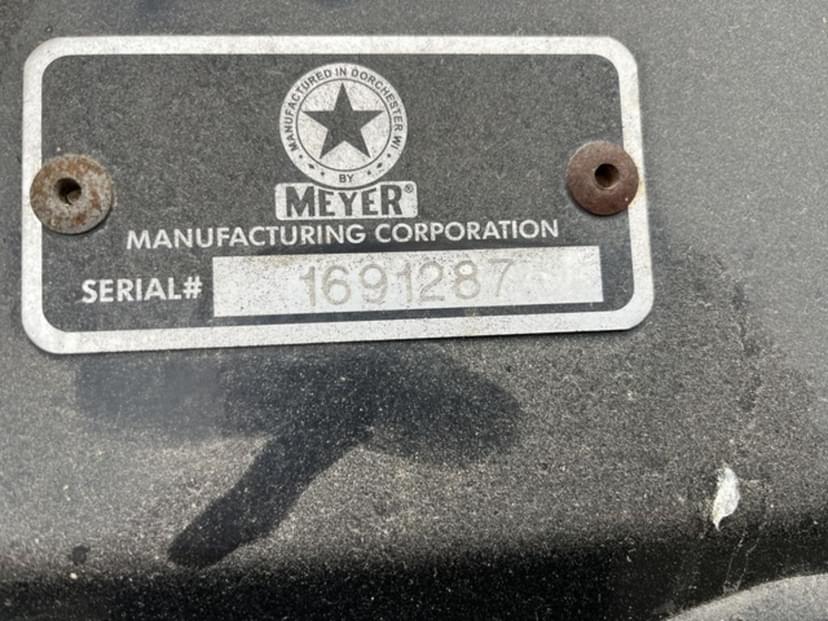 MANUFACTURED IN DORCHESTER WI
BY
MEYER®
MANUFACTURING CORPORATION
SERIAL# 1691287